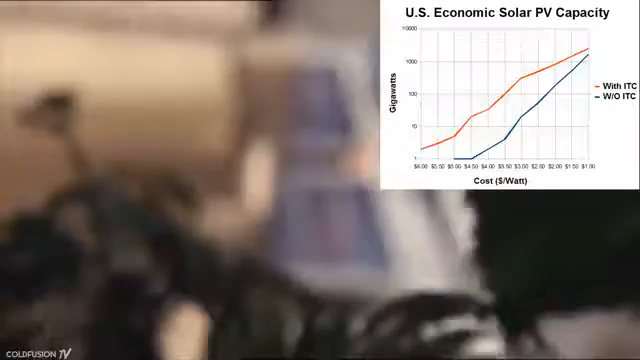 U.S. Economic Solar PV Capacity
10000
1000
100
10
1
Gigawatts
With ITC
W/O ITC
$6.00 $5.50 $5.00 $4.50 $4.00 $3.50 $3.00 $2.50 $2.00 $1.50 $1.00
Cost ($/Watt)
COLDFUSION TV